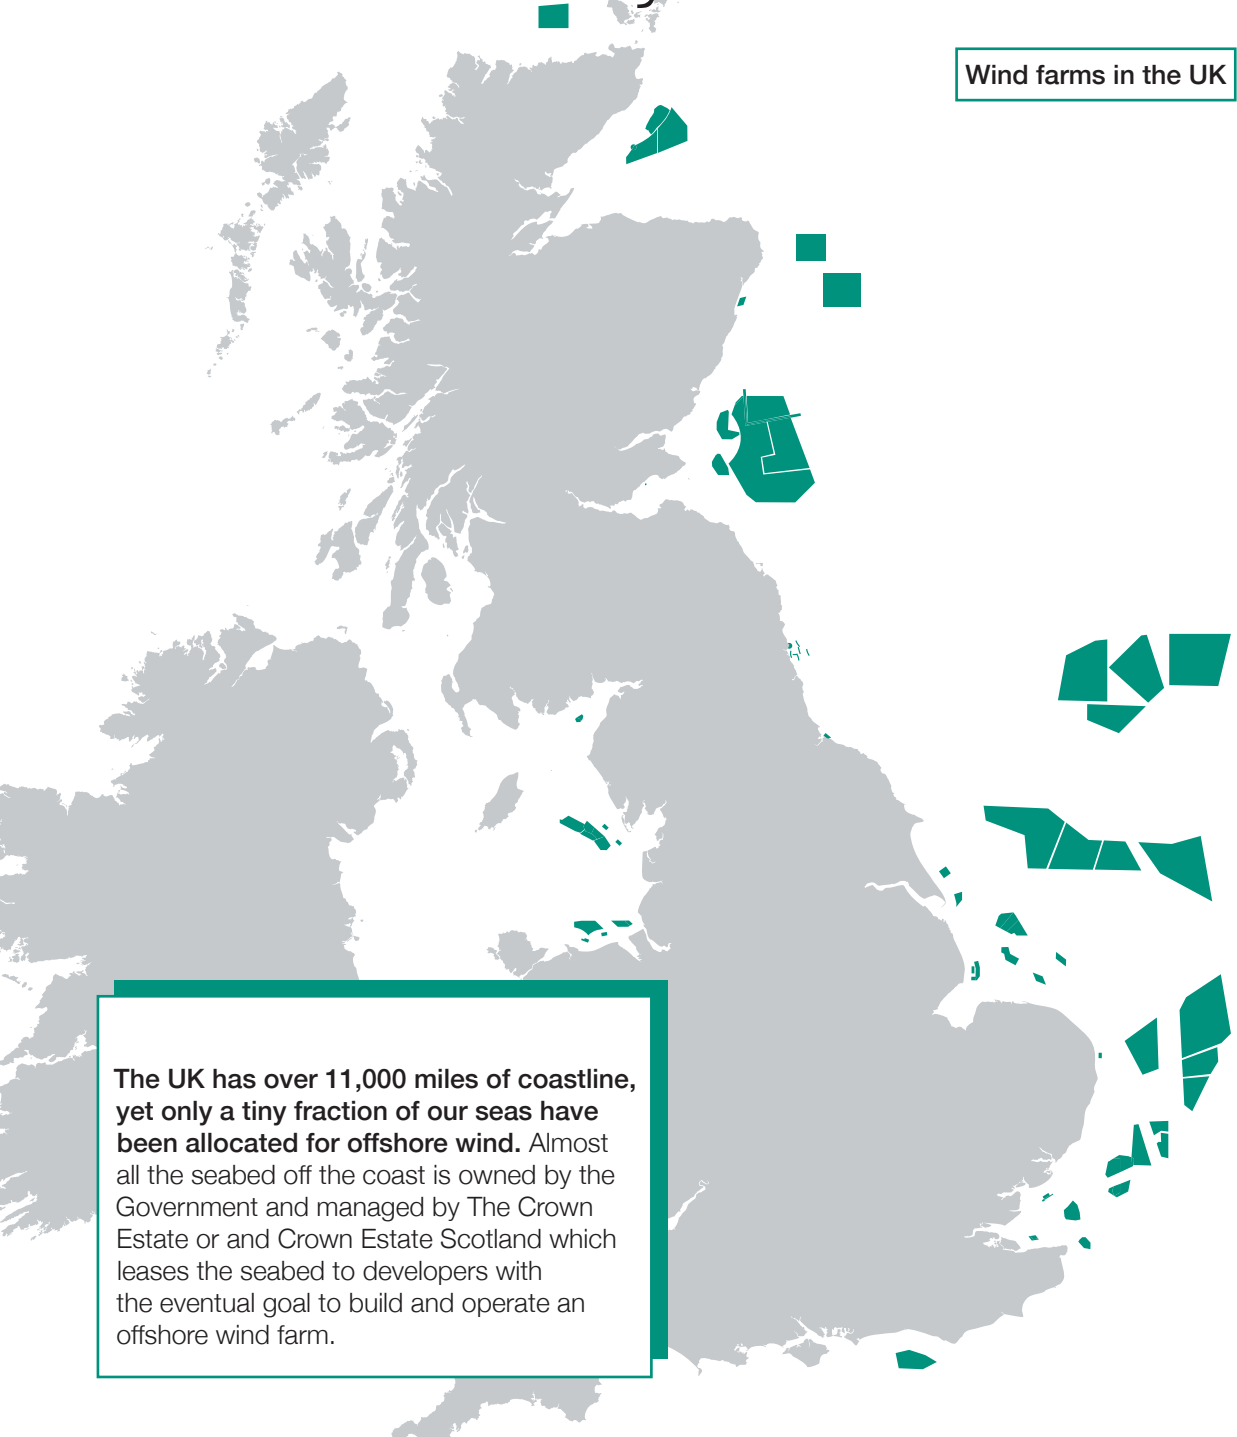 Wind farms in the UK
The UK has over 11,000 miles of coastline,
yet only a tiny fraction of our seas have
been allocated for offshore wind. Almost
all the seabed off the coast is owned by the
Government and managed by The Crown
Estate or and Crown Estate Scotland which
leases the seabed to developers with
the eventual goal to build and operate an
offshore wind farm.